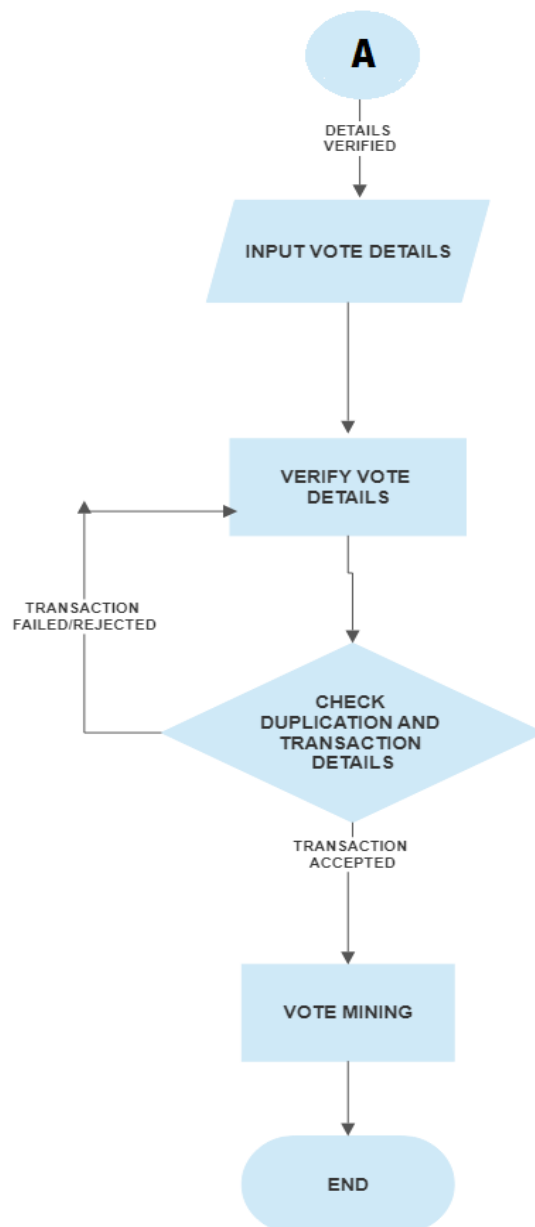 A
DETAILS
VERIFIED
INPUT VOTE DETAILS
VERIFY VOTE
DETAILS
TRANSACTION
FAILED/REJECTED
CHECK
DUPLICATION AND
TRANSACTION
DETAILS
TRANSACTION
ACCEPTED
VOTE MINING
END